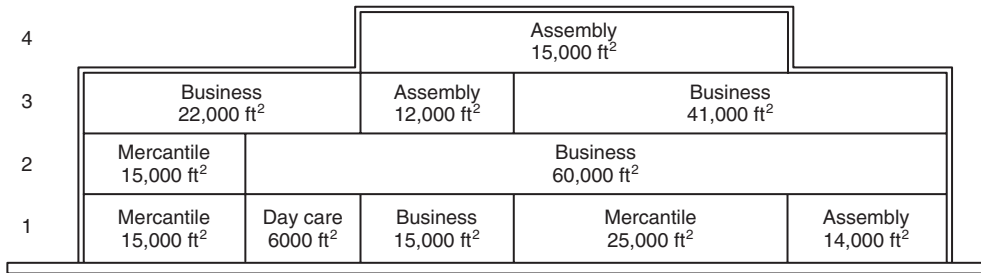 4
Assembly
15,000 ft²
3
Business
22,000 ft²
Assembly
12,000 ft²
Business
41,000 ft²
2
Mercantile
15,000 ft²
Business
60,000 ft²
1
Mercantile
15,000 ft²
Day care
6000 ft²
Business
15,000 ft²
Mercantile
25,000 ft²
Assembly
14,000 ft²